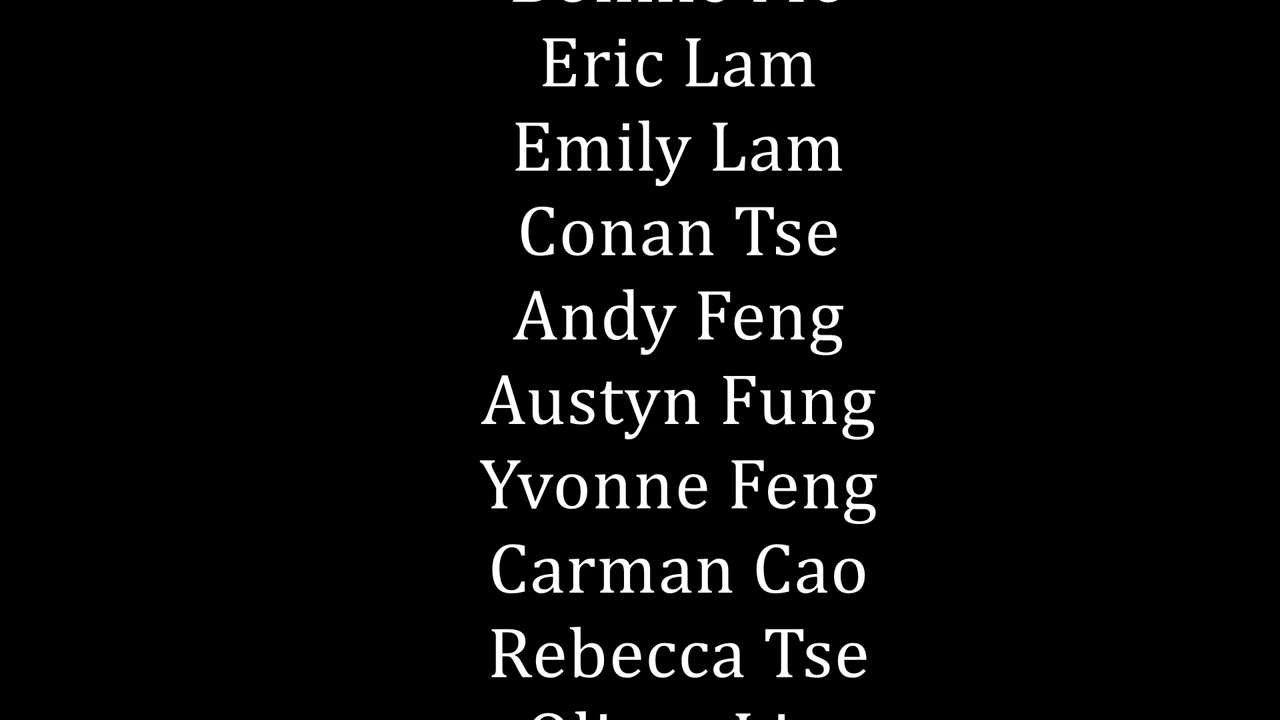 Eric Lam
Emily Lam
Conan Tse
Andy Feng
Austyn Fung
Yvonne Feng
Carman Cao
Rebecca Tse